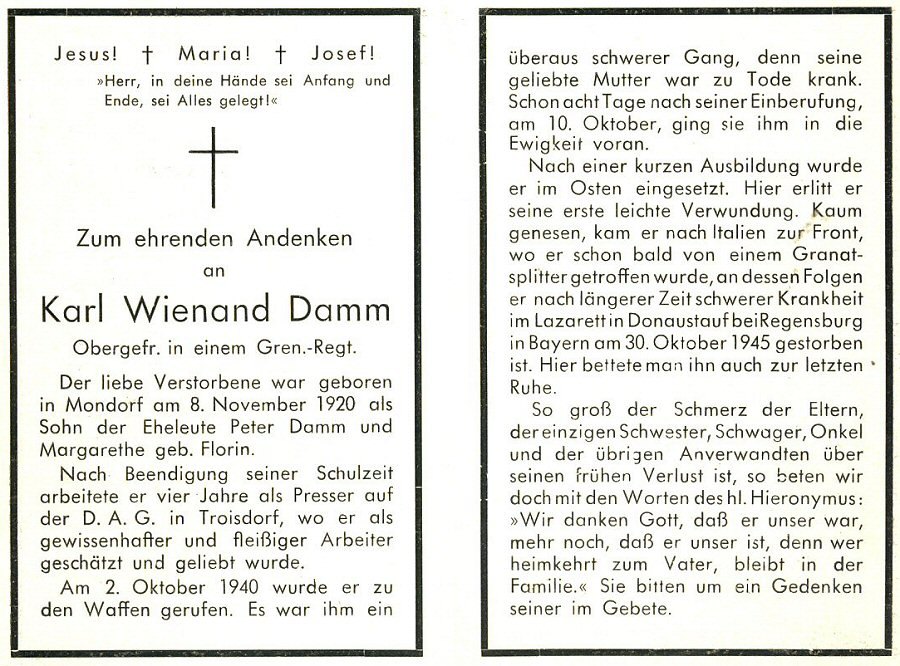 Jesus! † Maria! † Josef!
»Herr, in deine Hände sei Anfang und
Ende, sei Alles gelegt!«
Zum ehrenden Andenken
an
Karl Wienand Damm
Obergefr. in einem Gren.-Regt.
Der liebe Verstorbene war geboren
in Mondorf am 8. November 1920 als
Sohn der Eheleute Peter Damm und
Margarethe geb. Florin.
Nach Beendigung seiner Schulzeit
arbeitete er vier Jahre als Presser auf
der D. A. G. in Troisdorf, wo er als
gewissenhafter und fleißiger Arbeiter
geschätzt und geliebt wurde.
Am 2. Oktober 1940 wurde er zu
den Waffen gerufen. Es war ihm ein
überaus schwerer Gang, denn seine
geliebte Mutter war zu Tode krank.
Schon acht Tage nach seiner Einberufung,
am 10. Oktober, ging sie ihm in die
Ewigkeit voran.
Nach einer kurzen Ausbildung wurde
er im Osten eingesetzt. Hier erlitt er
seine erste leichte Verwundung. Kaum
genesen, kam er nach Italien zur Front,
wo er schon bald von einem Granat-
splitter getroffen wurde, an dessen Folgen
er nach längerer Zeit schwerer Krankheit
im Lazarett in Donaustauf bei Regensburg
in Bayern am 30. Oktober 1945 gestorben
ist. Hier bettete man ihn auch zur letzten
Ruhe.
So groß der Schmerz der Eltern,
der einzigen Schwester, Schwager, Onkel
und der übrigen Anverwandten über
seinen frühen Verlust ist, so beten wir
doch mit den Worten des hl. Hieronymus:
»Wir danken Gott, daß er unser war,
mehr noch, daß er unser ist, denn wer
heimkehrt zum Vater, bleibt in der
Familie.« Sie bitten um ein Gedenken
seiner im Gebete.